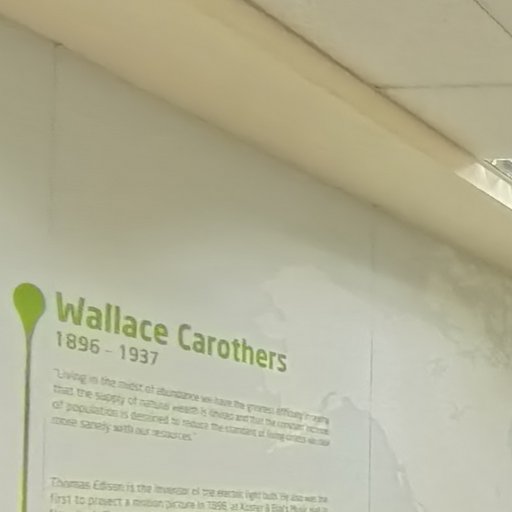 Wallace Carothers
1896 - 1937
"Living in the midst of abundance we have the greatest difficulty in seeing
that the supply of natural wealth is limited and that the constant increase
of population is destined to reduce the standard of living unless we deal
more sanely with our resources."
Thomas Edison is the inventor of the electric light bulb. He also was the
first to project a motion picture in 1896, at Koster & Bial's Music Hall in